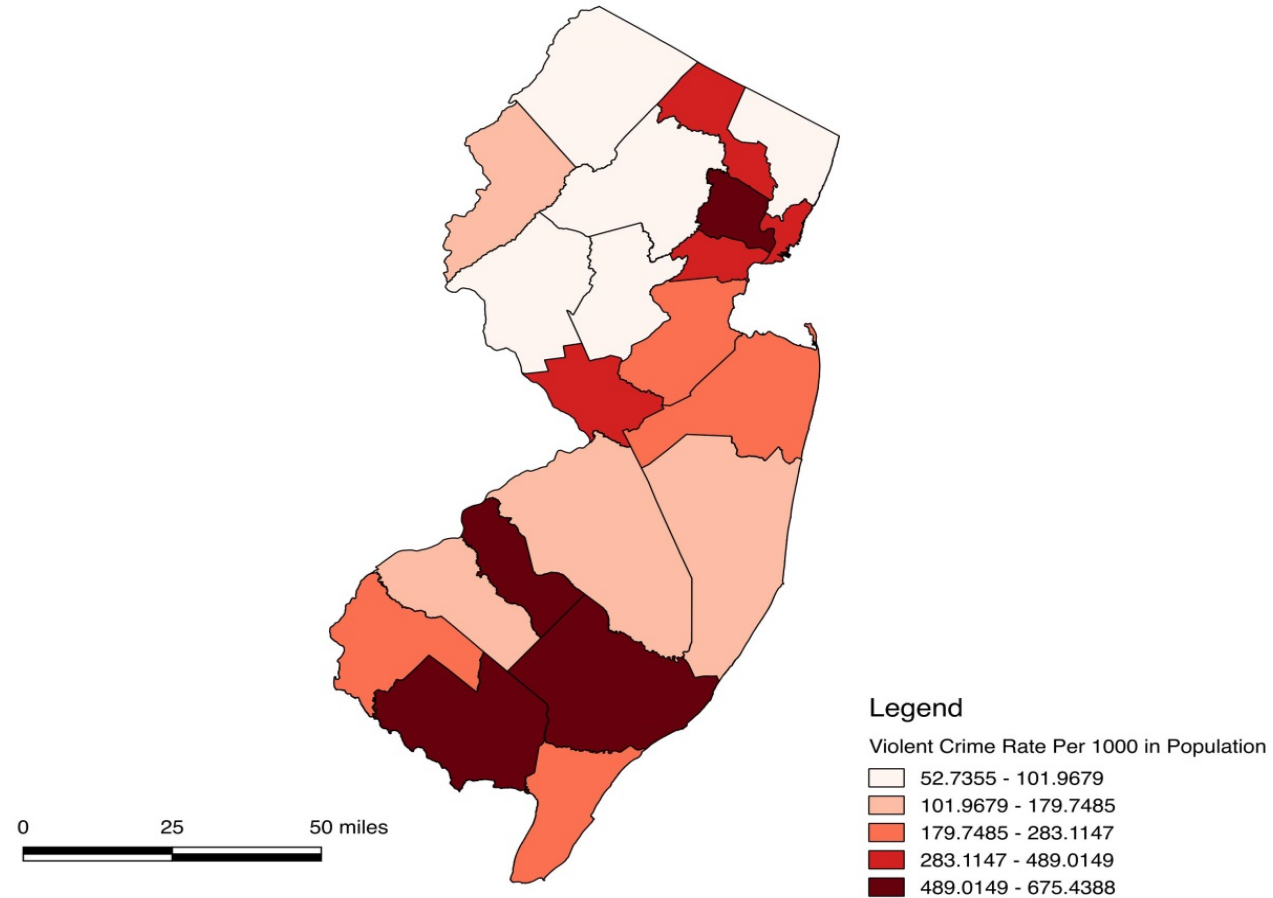 Legend
Violent Crime Rate Per 1000 in Population
52.7355 - 101.9679
101.9679 - 179.7485
179.7485 - 283.1147
283.1147 - 489.0149
489.0149 - 675.4388
0 25 50 miles